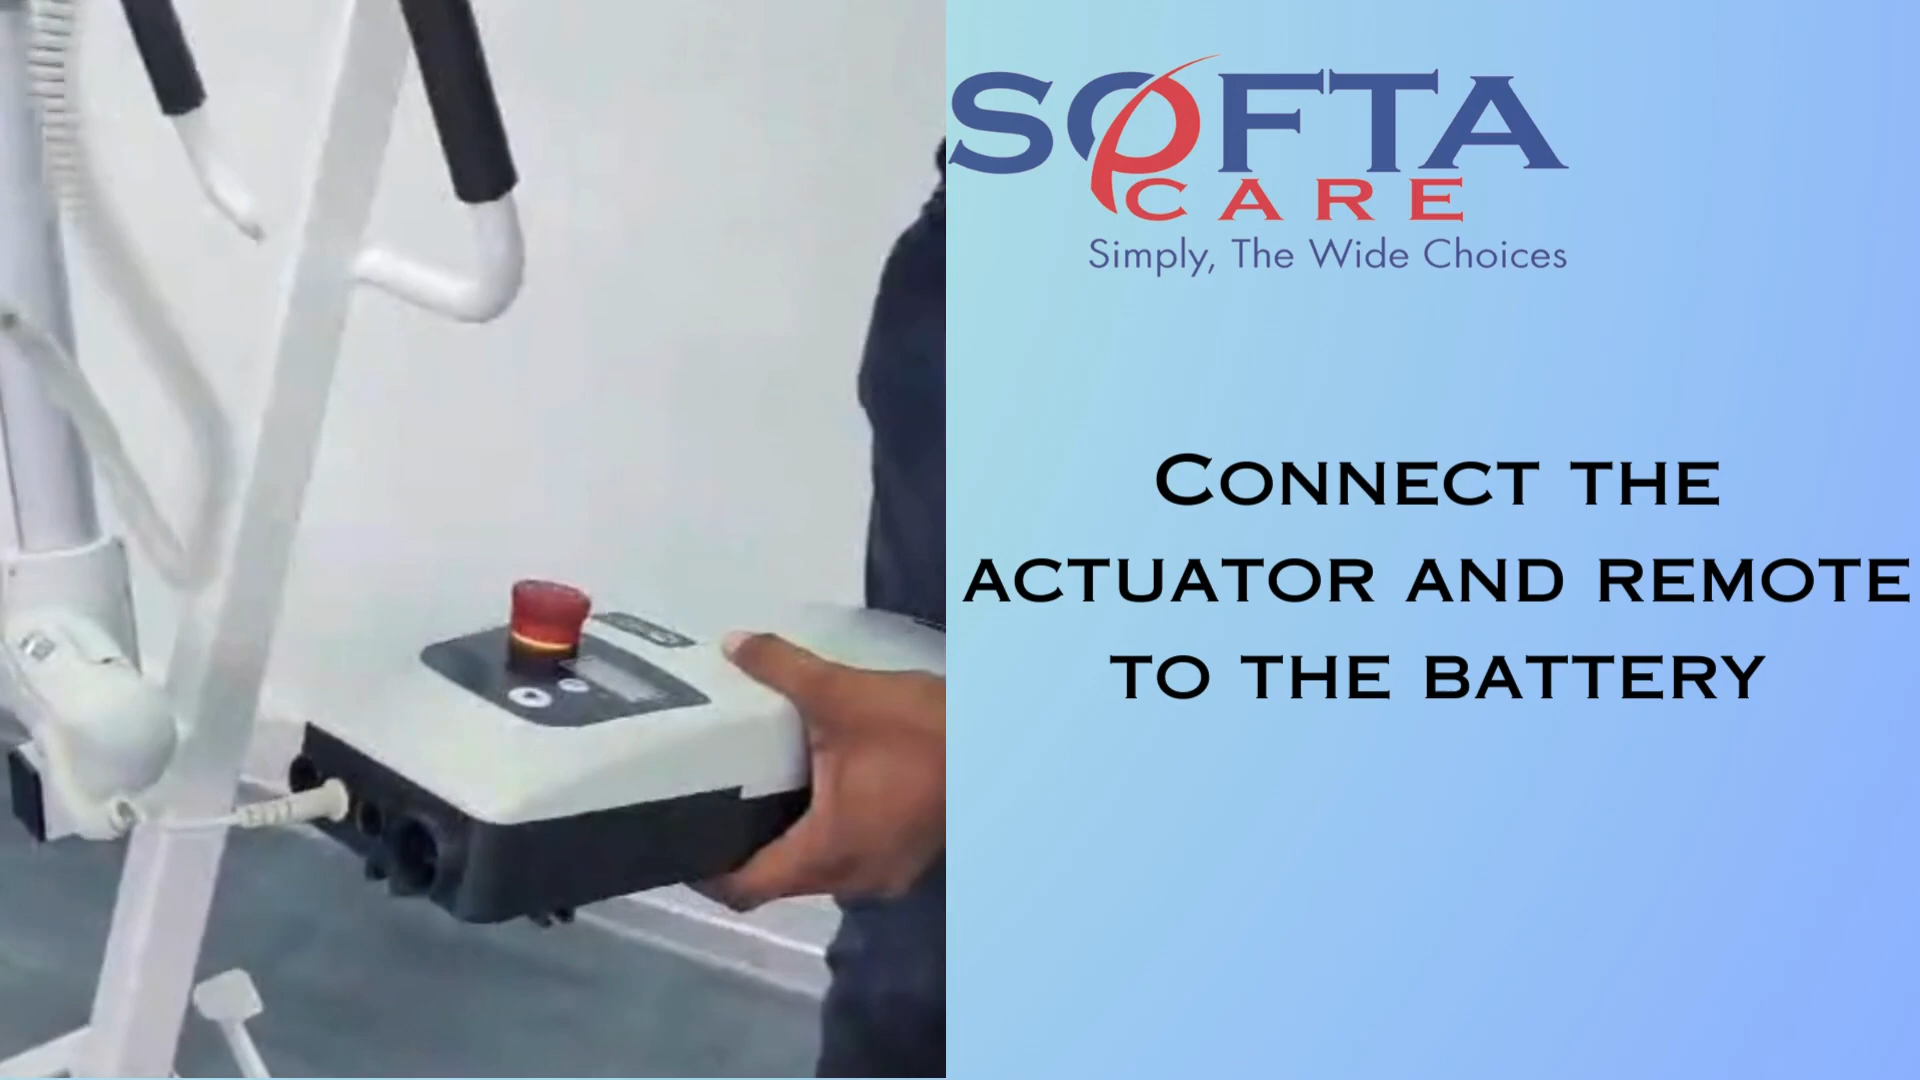 SOFTA
CARE
Simply, The Wide Choices
CONNECT THE
ACTUATOR AND REMOTE
TO THE BATTERY